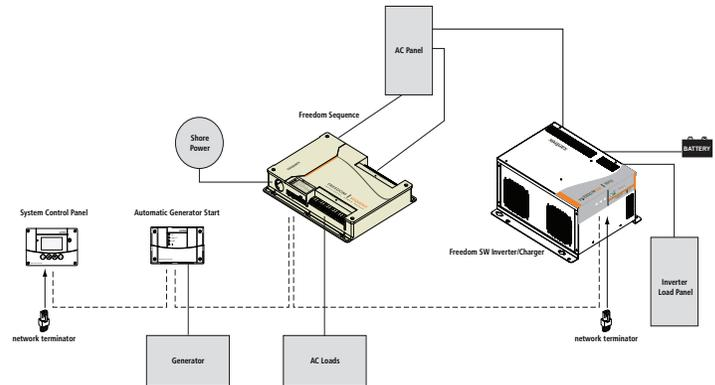 AC Panel
Freedom Sequence
Shore
Power
BATTERY
System Control Panel
Automatic Generator Start
Freedom SW Inverter/Charger
Inverter
Load Panel
network terminator
network terminator
Generator
AC Loads